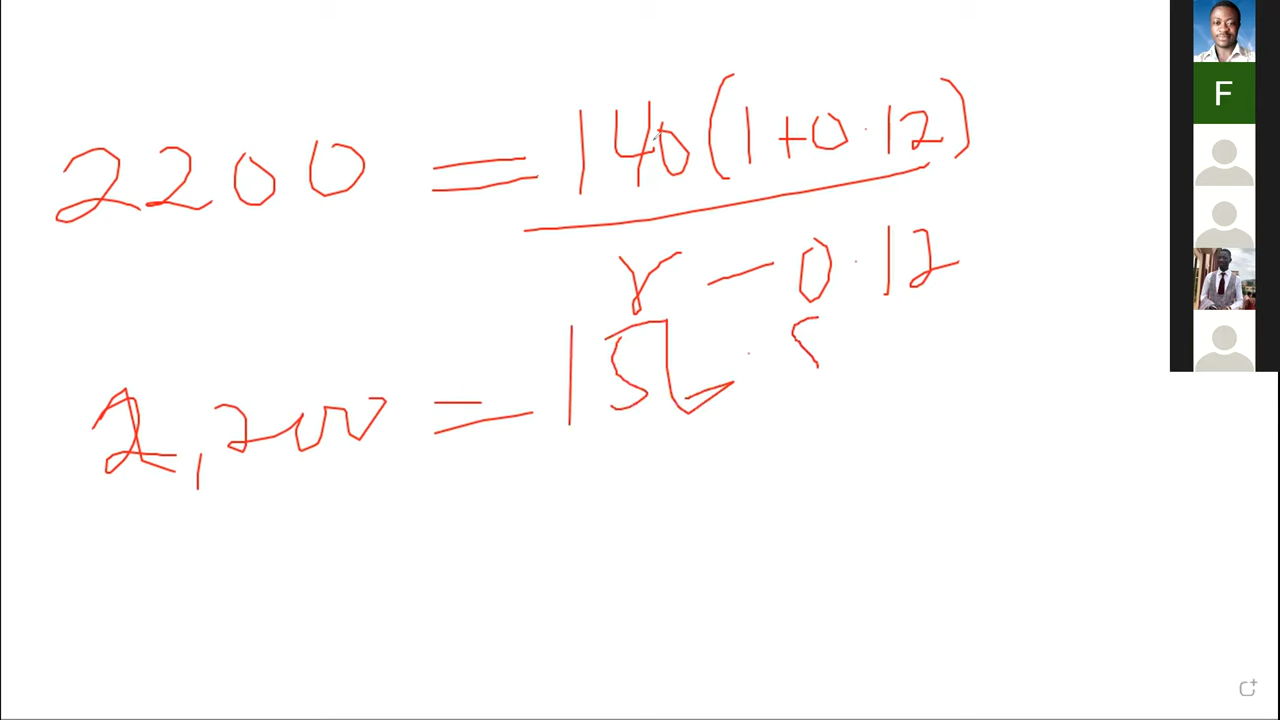 2200 = 140(1+0.12)
r - 0.12
2,200 = 156.8
F